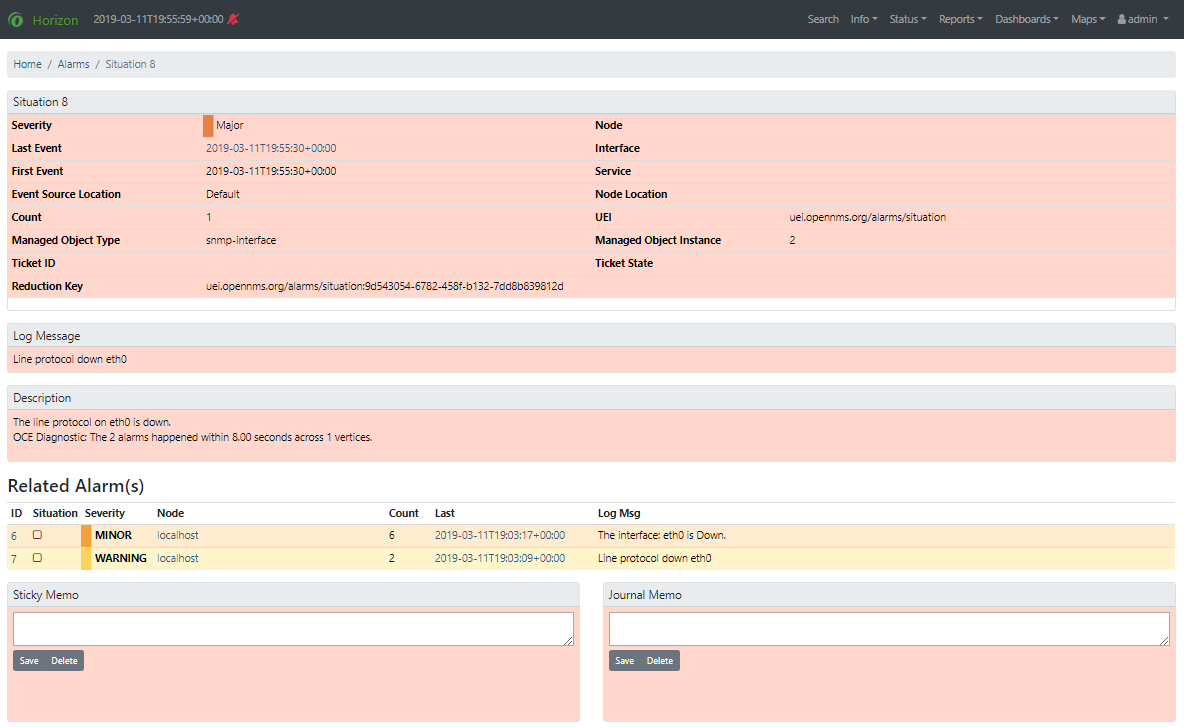 Horizon 2019-03-11T19:55:59+00:00 Search Info Status Reports Dashboards Maps admin
Home / Alarms / Situation 8
Situation 8
Severity Major Node
Last Event 2019-03-11T19:55:30+00:00 Interface
First Event 2019-03-11T19:55:30+00:00 Service
Event Source Location Default Node Location
Count 1 UEI uei.opennms.org/alarms/situation
Managed Object Type snmp-interface Managed Object Instance 2
Ticket ID Ticket State
Reduction Key uei.opennms.org/alarms/situation:9d543054-6782-458f-b132-7dd8b839812d
Log Message
Line protocol down eth0
Description
The line protocol on eth0 is down.
OCE Diagnostic: The 2 alarms happened within 8.00 seconds across 1 vertices.
Related Alarm(s)
ID Situation Severity Node Count Last Log Msg
6 MINOR localhost 6 2019-03-11T19:03:17+00:00 The interface: eth0 is Down.
7 WARNING localhost 2 2019-03-11T19:03:09+00:00 Line protocol down eth0
Sticky Memo Journal Memo
Save Delete Save Delete